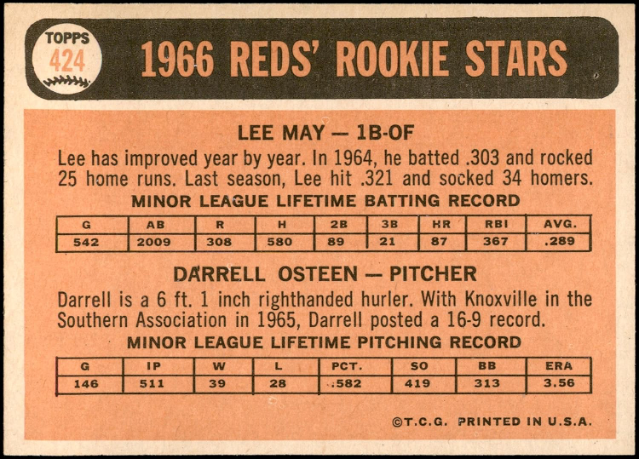 TOPPS
424
1966 REDS' ROOKIE STARS
LEE MAY — 1B-OF
Lee has improved year by year. In 1964, he batted .303 and rocked
25 home runs. Last season, Lee hit .321 and socked 34 homers.
MINOR LEAGUE LIFETIME BATTING RECORD
G AB R H 2B 3B HR RBI AVG.
542 2009 308 580 89 21 87 367 .289
DARRELL OSTEEN — PITCHER
Darrell is a 6 ft. 1 inch righthanded hurler. With Knoxville in the
Southern Association in 1965, Darrell posted a 16-9 record.
MINOR LEAGUE LIFETIME PITCHING RECORD
G IP W L PCT. SO BB ERA
146 511 39 28 .582 419 313 3.56
©T.C.G. PRINTED IN U.S.A.